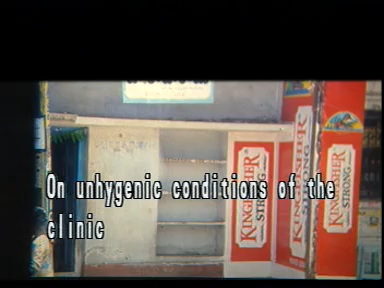 On unhygenic conditions of the
clinic
KINGFISHER
STRONG
KINGFISHER
STRONG
KINGFISHER
STRONG